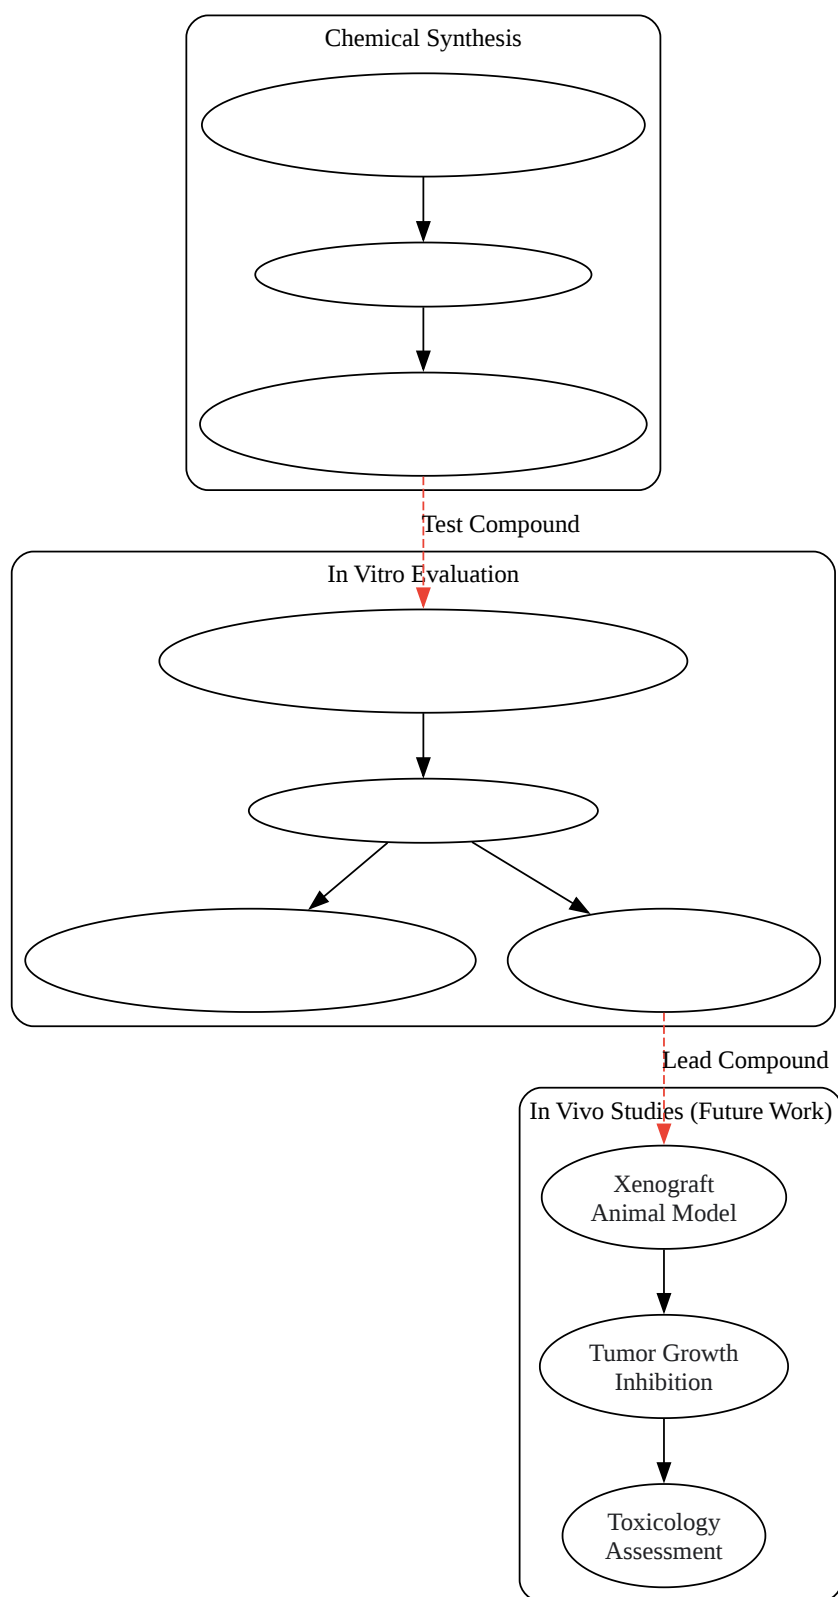 Chemical Synthesis
Test Compound
In Vitro Evaluation
Lead Compound
In Vivo Studies (Future Work)
Xenograft
Animal Model
Tumor Growth
Inhibition
Toxicology
Assessment